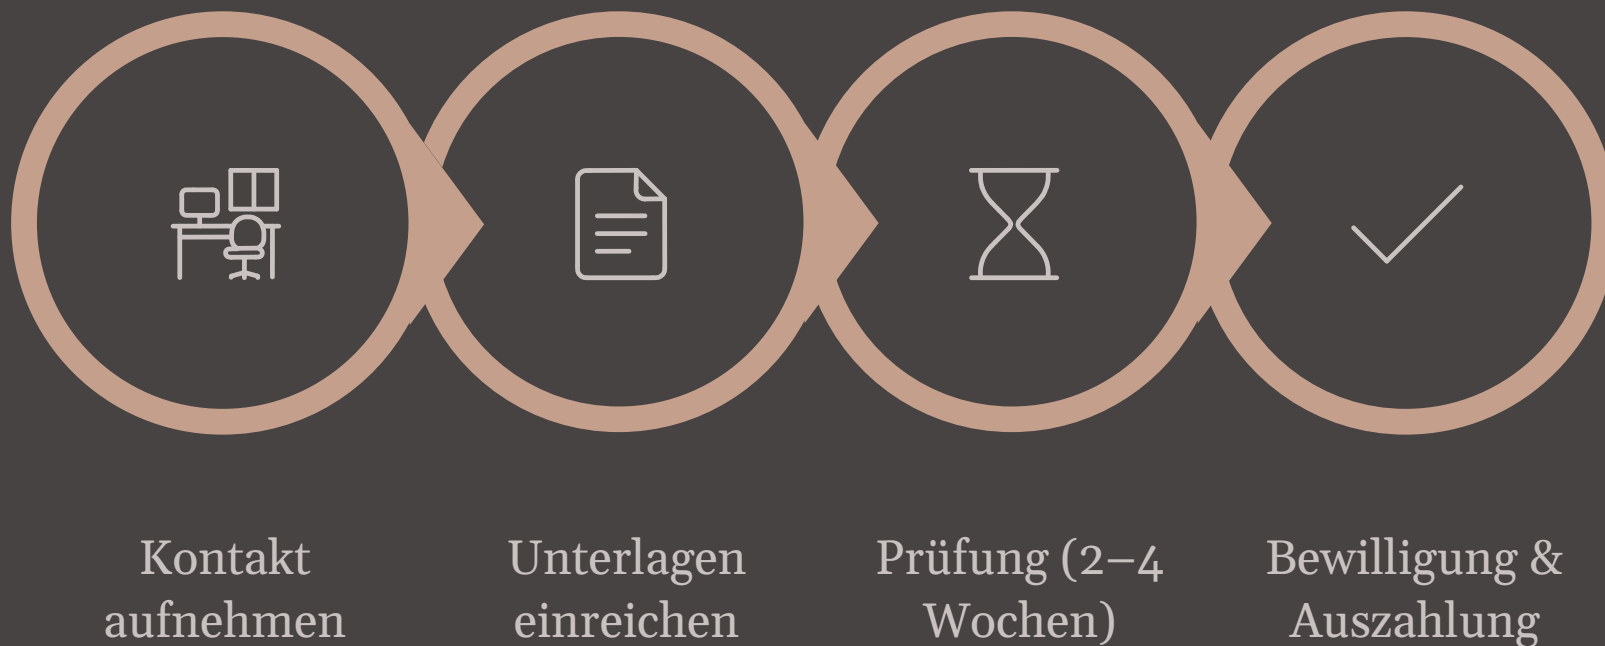 Kontakt
aufnehmen
Unterlagen
einreichen
Prüfung (2–4
Wochen)
Bewilligung &
Auszahlung